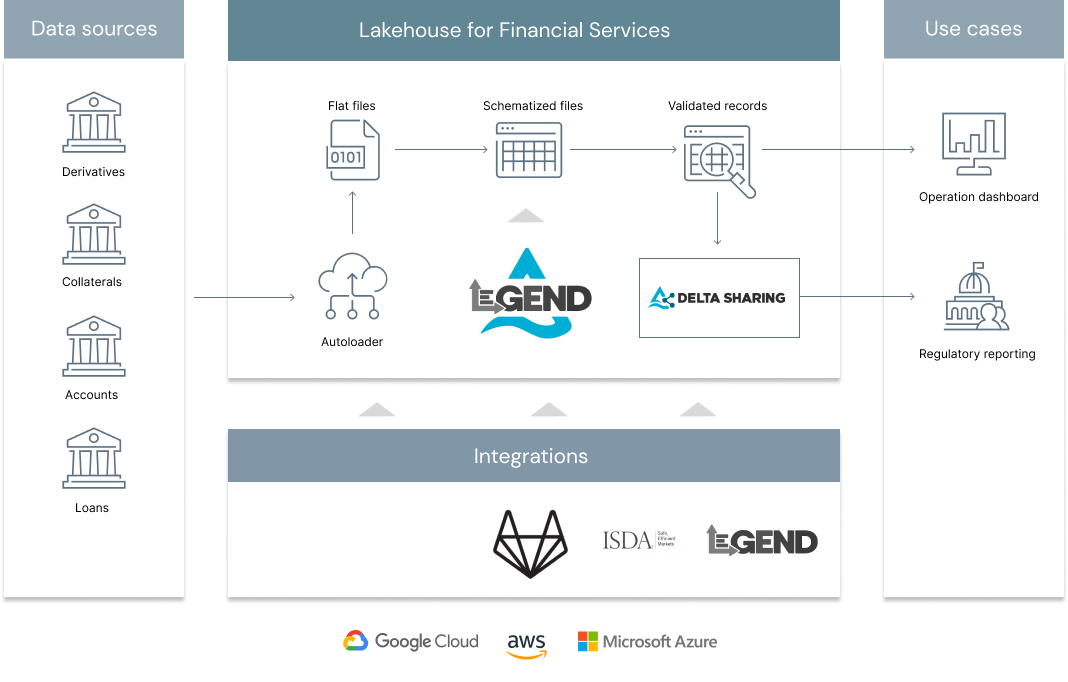 Data sources
Lakehouse for Financial Services
Use cases
Derivatives
Collaterals
Accounts
Loans
Flat files
Schematized files
Validated records
0101
Autoloader
LEGEND
DELTA SHARING
Operation dashboard
Regulatory reporting
Integrations
ISDA
Safe,
Efficient
Markets
LEGEND
Google Cloud
aws
Microsoft Azure